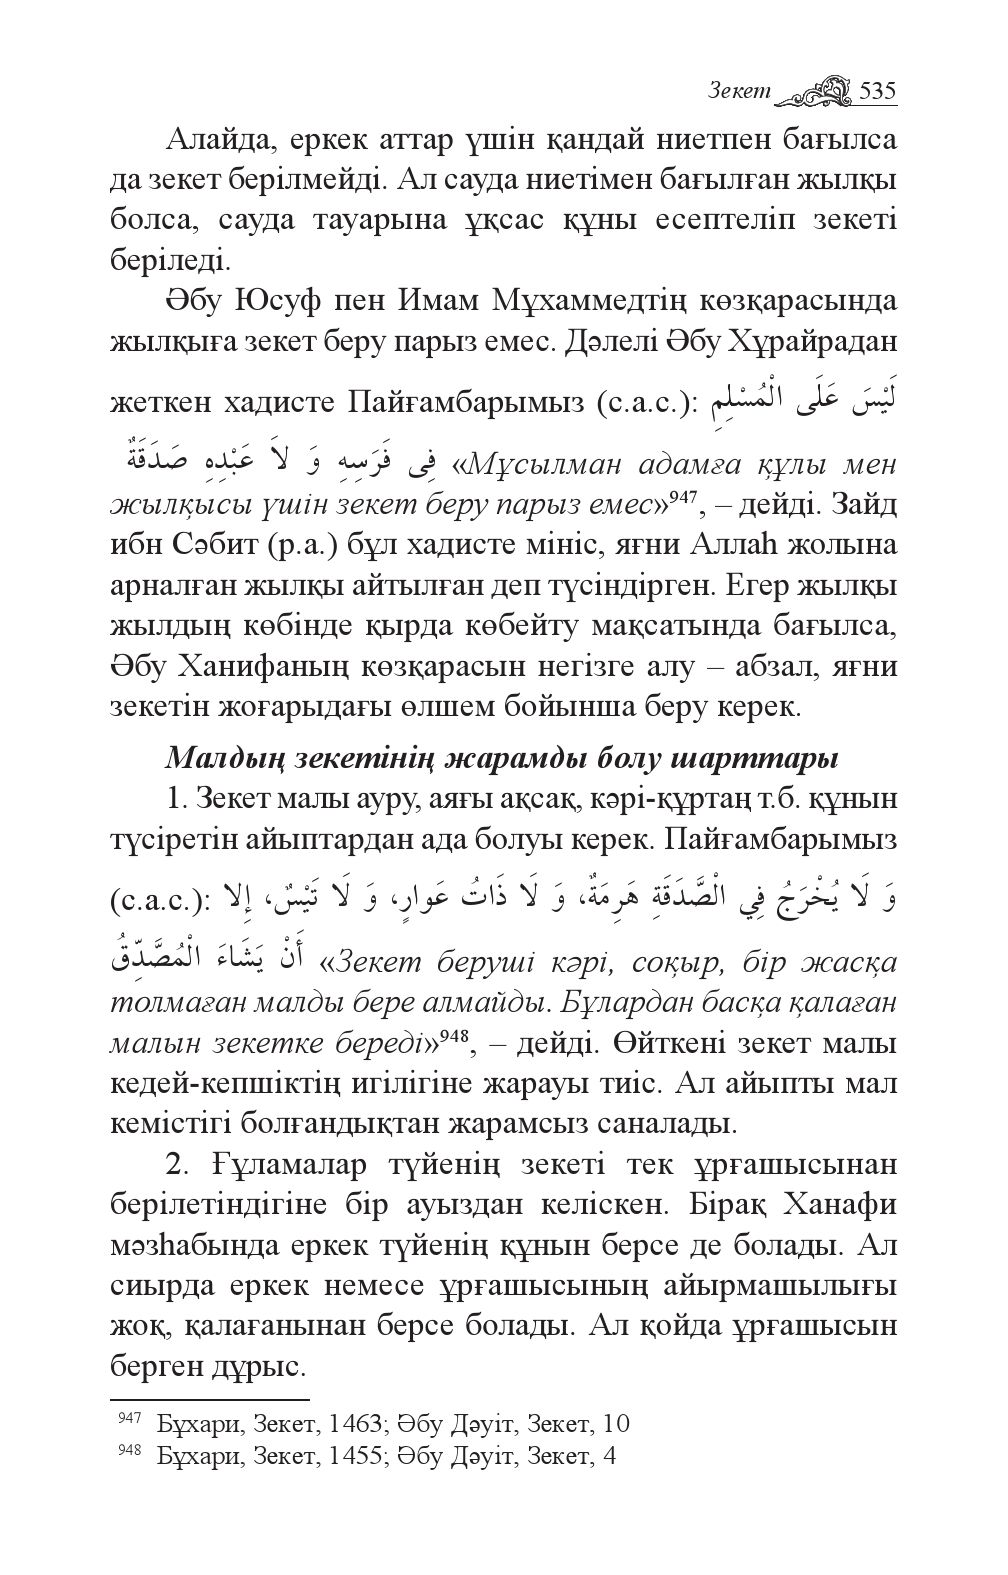 Зекет 535
Алайда, еркек аттар үшін қандай ниетпен бағылса
да зекет берілмейді. Ал сауда ниетімен бағылған жылқы
болса, сауда тауарына ұқсас құны есептеліп зекеті
беріледі.
Әбу Юсуф пен Имам Мұхаммедтің көзқарасында
жылқыға зекет беру парыз емес. Дәлелі Әбу Хұрайрадан
жеткен хадисте Пайғамбарымыз (с.а.с.): لَيْسَ عَلَى الْمُسْلِمِ
فِى فَرَسِهِ وَ لاَ عَبْدِهِ صَدَقَةٌ «Мұсылман адамға құлы мен
жылқысы үшін зекет беру парыз емес»⁹⁴⁷, – дейді. Зайд
ибн Сәбит (р.а.) бұл хадисте мініс, яғни Аллаһ жолына
арналған жылқы айтылған деп түсіндірген. Егер жылқы
жылдың көбінде қырда көбейту мақсатында бағылса,
Әбу Ханифаның көзқарасын негізге алу – абзал, яғни
зекетін жоғарыдағы өлшем бойынша беру керек.
Малдың зекетінің жарамды болу шарттары
1. Зекет малы ауру, аяғы ақсақ, кәрі-құртаң т.б. құнын
түсіретін айыптардан ада болуы керек. Пайғамбарымыз
(с.а.с.): وَ لَا يُخْرَجُ فِي الْصَّدَقَةِ هَرِمَةٌ، وَ لَا ذَاتُ عَوارٍ، وَ لَا تَيْسٌ، إِلا
أَنْ يَشَاءَ الْمُصَّدِّقُ «Зекет беруші кәрі, соқыр, бір жасқа
толмаған малды бере алмайды. Бұлардан басқа қалаған
малын зекетке береді»⁹⁴⁸, – дейді. Өйткені зекет малы
кедей-кепшіктің игілігіне жарауы тиіс. Ал айыпты мал
кемістігі болғандықтан жарамсыз саналады.
2. Ғұламалар түйенің зекеті тек ұрғашысынан
берілетіндігіне бір ауыздан келіскен. Бірақ Ханафи
мәзһабында еркек түйенің құнын берсе де болады. Ал
сиырда еркек немесе ұрғашысының айырмашылығы
жоқ, қалағанынан берсе болады. Ал қойда ұрғашысын
берген дұрыс.
⁹⁴⁷ Бұхари, Зекет, 1463; Әбу Дәуіт, Зекет, 10
⁹⁴⁸ Бұхари, Зекет, 1455; Әбу Дәуіт, Зекет, 4